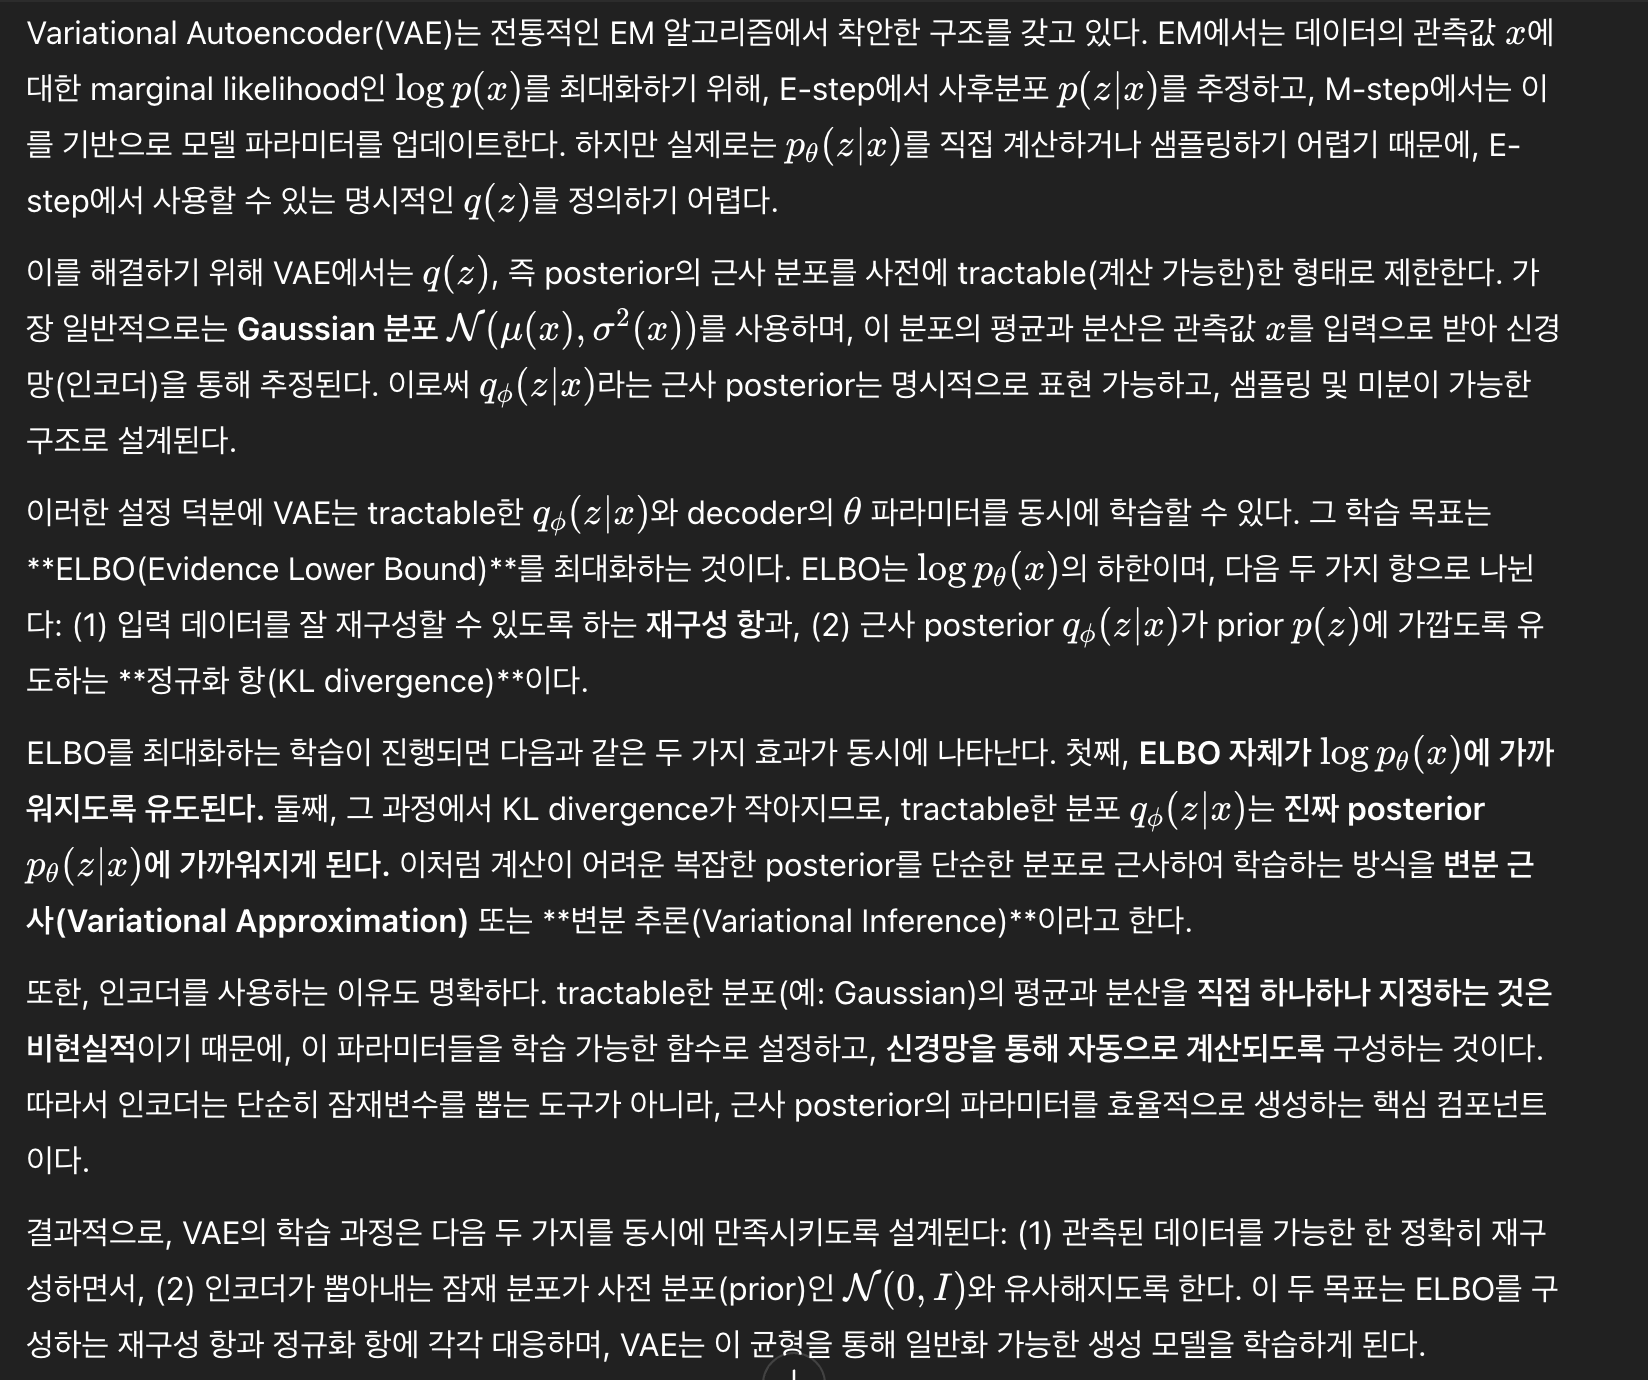 Variational Autoencoder(VAE)는 전통적인 EM 알고리즘에서 착안한 구조를 갖고 있다. EM에서는 데이터의 관측값 x에
대한 marginal likelihood인 log p(x)를 최대화하기 위해, E-step에서 사후분포 p(z|x)를 추정하고, M-step에서는 이
를 기반으로 모델 파라미터를 업데이트한다. 하지만 실제로는 pθ(z|x)를 직접 계산하거나 샘플링하기 어렵기 때문에, E-
step에서 사용할 수 있는 명시적인 q(z)를 정의하기 어렵다.
이를 해결하기 위해 VAE에서는 q(z), 즉 posterior의 근사 분포를 사전에 tractable(계산 가능한)한 형태로 제한한다. 가
장 일반적으로는 Gaussian 분포 𝒩(μ(x), σ²(x))를 사용하며, 이 분포의 평균과 분산은 관측값 x를 입력으로 받아 신경
망(인코더)을 통해 추정된다. 이로써 qϕ(z|x)라는 근사 posterior는 명시적으로 표현 가능하고, 샘플링 및 미분이 가능한
구조로 설계된다.
이러한 설정 덕분에 VAE는 tractable한 qϕ(z|x)와 decoder의 θ 파라미터를 동시에 학습할 수 있다. 그 학습 목표는
**ELBO(Evidence Lower Bound)**를 최대화하는 것이다. ELBO는 log pθ(x)의 하한이며, 다음 두 가지 항으로 나뉜
다: (1) 입력 데이터를 잘 재구성할 수 있도록 하는 재구성 항과, (2) 근사 posterior qϕ(z|x)가 prior p(z)에 가깝도록 유
도하는 **정규화 항(KL divergence)**이다.
ELBO를 최대화하는 학습이 진행되면 다음과 같은 두 가지 효과가 동시에 나타난다. 첫째, ELBO 자체가 log pθ(x)에 가까
워지도록 유도된다. 둘째, 그 과정에서 KL divergence가 작아지므로, tractable한 분포 qϕ(z|x)는 진짜 posterior
pθ(z|x)에 가까워지게 된다. 이처럼 계산이 어려운 복잡한 posterior를 단순한 분포로 근사하여 학습하는 방식을 변분 근
사(Variational Approximation) 또는 **변분 추론(Variational Inference)**이라고 한다.
또한, 인코더를 사용하는 이유도 명확하다. tractable한 분포(예: Gaussian)의 평균과 분산을 직접 하나하나 지정하는 것은
비현실적이기 때문에, 이 파라미터들을 학습 가능한 함수로 설정하고, 신경망을 통해 자동으로 계산되도록 구성하는 것이다.
따라서 인코더는 단순히 잠재변수를 뽑는 도구가 아니라, 근사 posterior의 파라미터를 효율적으로 생성하는 핵심 컴포넌트
이다.
결과적으로, VAE의 학습 과정은 다음 두 가지를 동시에 만족시키도록 설계된다: (1) 관측된 데이터를 가능한 한 정확히 재구
성하면서, (2) 인코더가 뽑아내는 잠재 분포가 사전 분포(prior)인 𝒩(0, I)와 유사해지도록 한다. 이 두 목표는 ELBO를 구
성하는 재구성 항과 정규화 항에 각각 대응하며, VAE는 이 균형을 통해 일반화 가능한 생성 모델을 학습하게 된다.